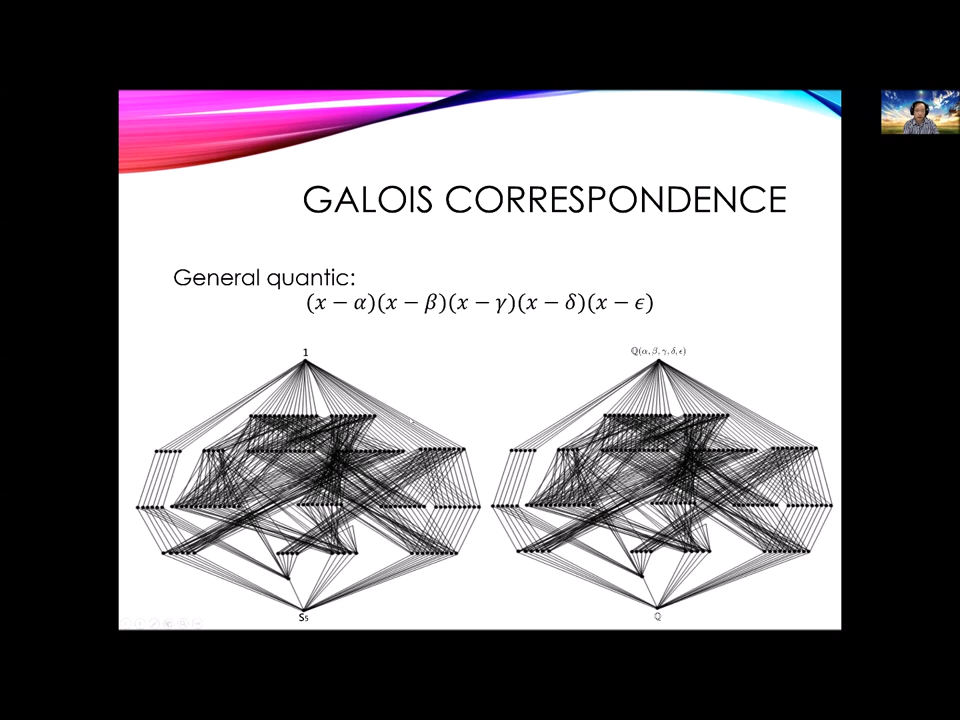 GALOIS CORRESPONDENCE
General quantic:
(𝑥 − 𝛼)(𝑥 − 𝛽)(𝑥 − 𝛾)(𝑥 − 𝛿)(𝑥 − 𝜖)
1
ℚ(α, β, γ, δ, ϵ)
S₅
ℚ